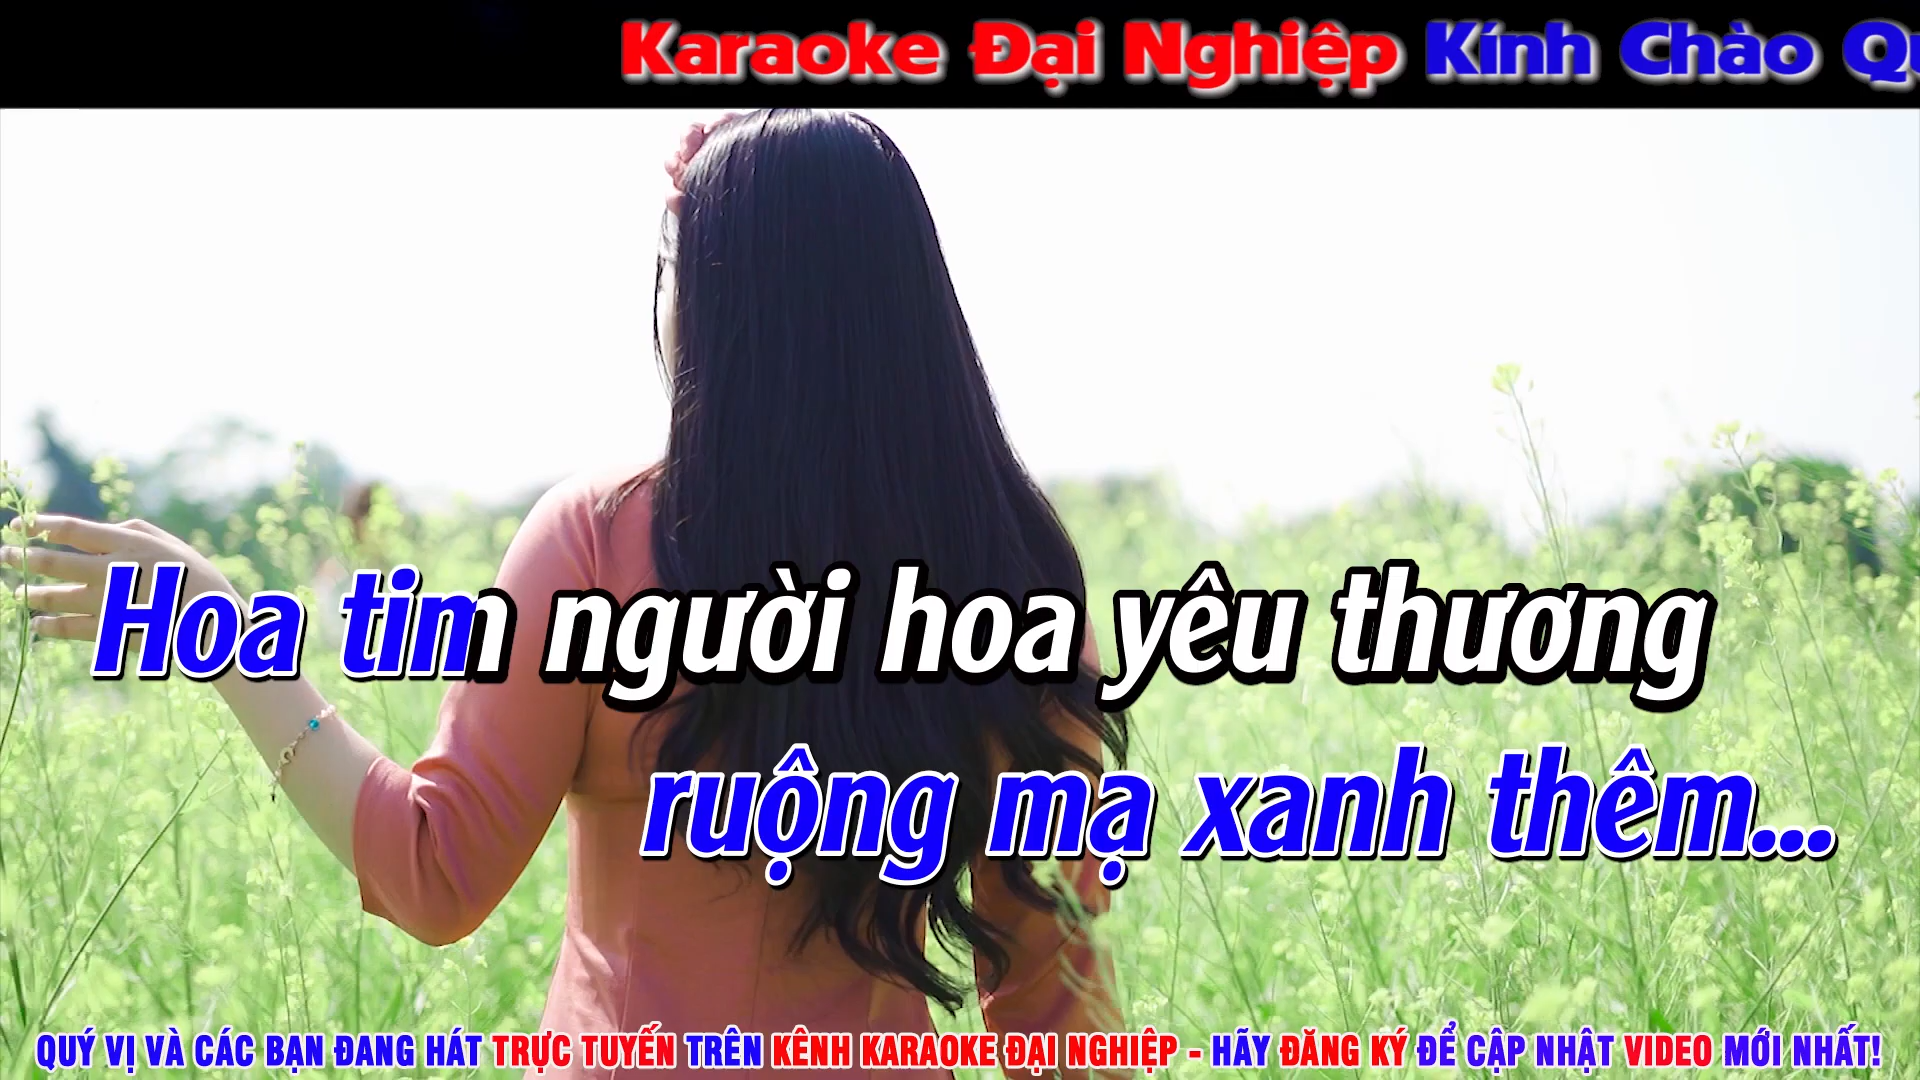 Karaoke Đại Nghiệp Kính Chào Qu
Hoa tim người hoa yêu thương
ruộng mạ xanh thêm...
QUÝ VỊ VÀ CÁC BẠN ĐANG HÁT TRỰC TUYẾN TRÊN KÊNH KARAOKE ĐẠI NGHIỆP - HÃY ĐĂNG KÝ ĐỂ CẬP NHẬT VIDEO MỚI NHẤT!